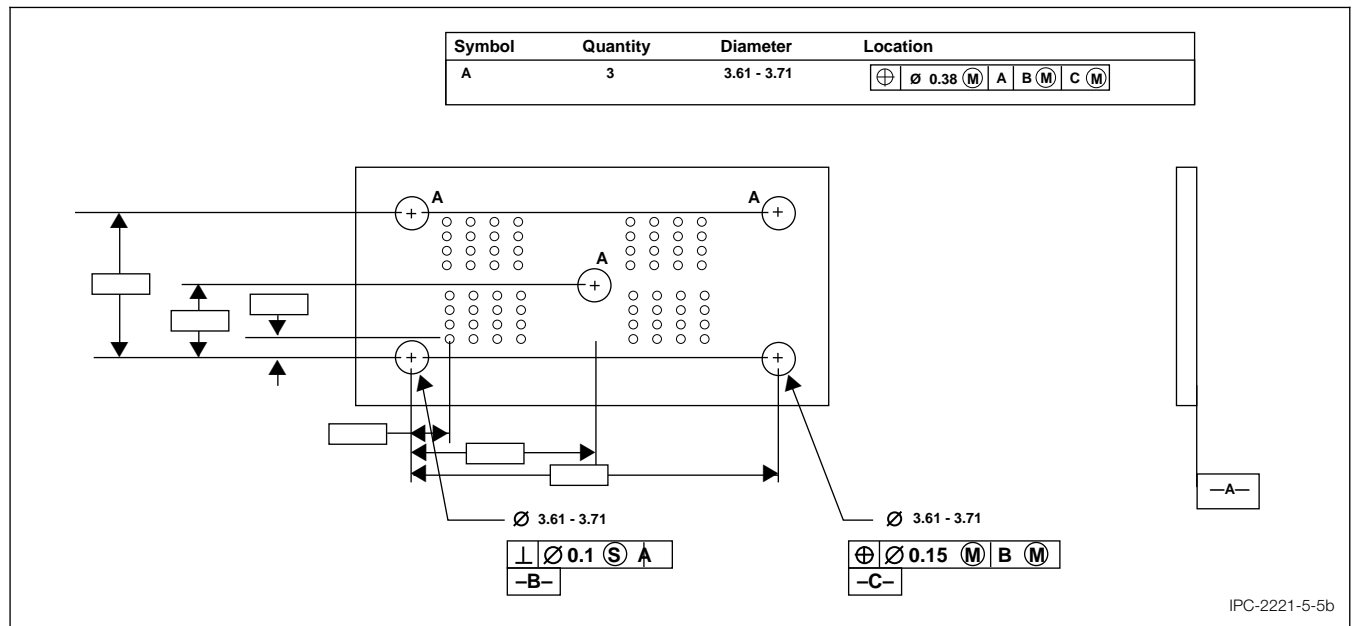 Symbol Quantity Diameter Location
A 3 3.61 - 3.71 ⌖ Ø 0.38 Ⓜ A B Ⓜ C Ⓜ
A A
A
Ø 3.61 - 3.71 Ø 3.61 - 3.71
—A—
⊥ Ø 0.1 Ⓢ A ⌖ Ø 0.15 Ⓜ B Ⓜ
–B– –C–
IPC-2221-5-5b